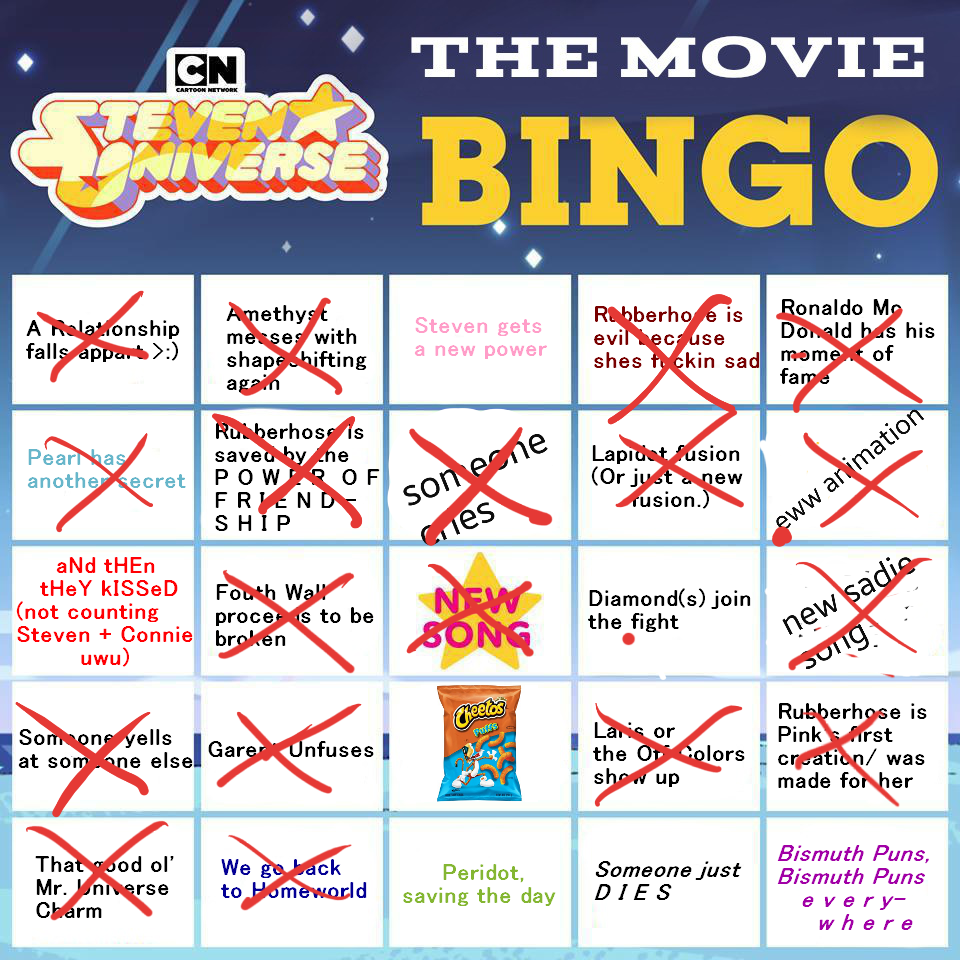 CN
CARTOON NETWORK
STEVEN
UNIVERSE
THE MOVIE
BINGO
A Relationship
falls appart >:)
Amethyst
messes with
shapeshifting
again
Steven gets
a new power
Rubberhose is
evil because
shes fuckin sad
Ronaldo Mc
Donald has his
moment of
fame
Pearl has
another secret
Rubberhose is
saved by the
P O W E R O F
F R I E N D -
S H I P
someone
cries
Lapidot fusion
(Or just a new
fusion.)
eww animation
aNd tHEn
tHeY kISSeD
(not counting
Steven + Connie
uwu)
Fouth Wall
proceeds to be
broken
NEW
SONG
Diamond(s) join
the fight
new sadie
song
Someone yells
at someone else
Garent Unfuses
Cheetos
Puffs
Laris or
the Off Colors
show up
Rubberhose is
Pink's first
creation/ was
made for her
That good ol'
Mr. Universe
Charm
We go back
to Homeworld
Peridot,
saving the day
Someone just
D I E S
Bismuth Puns,
Bismuth Puns
e v e r y-
w h e r e